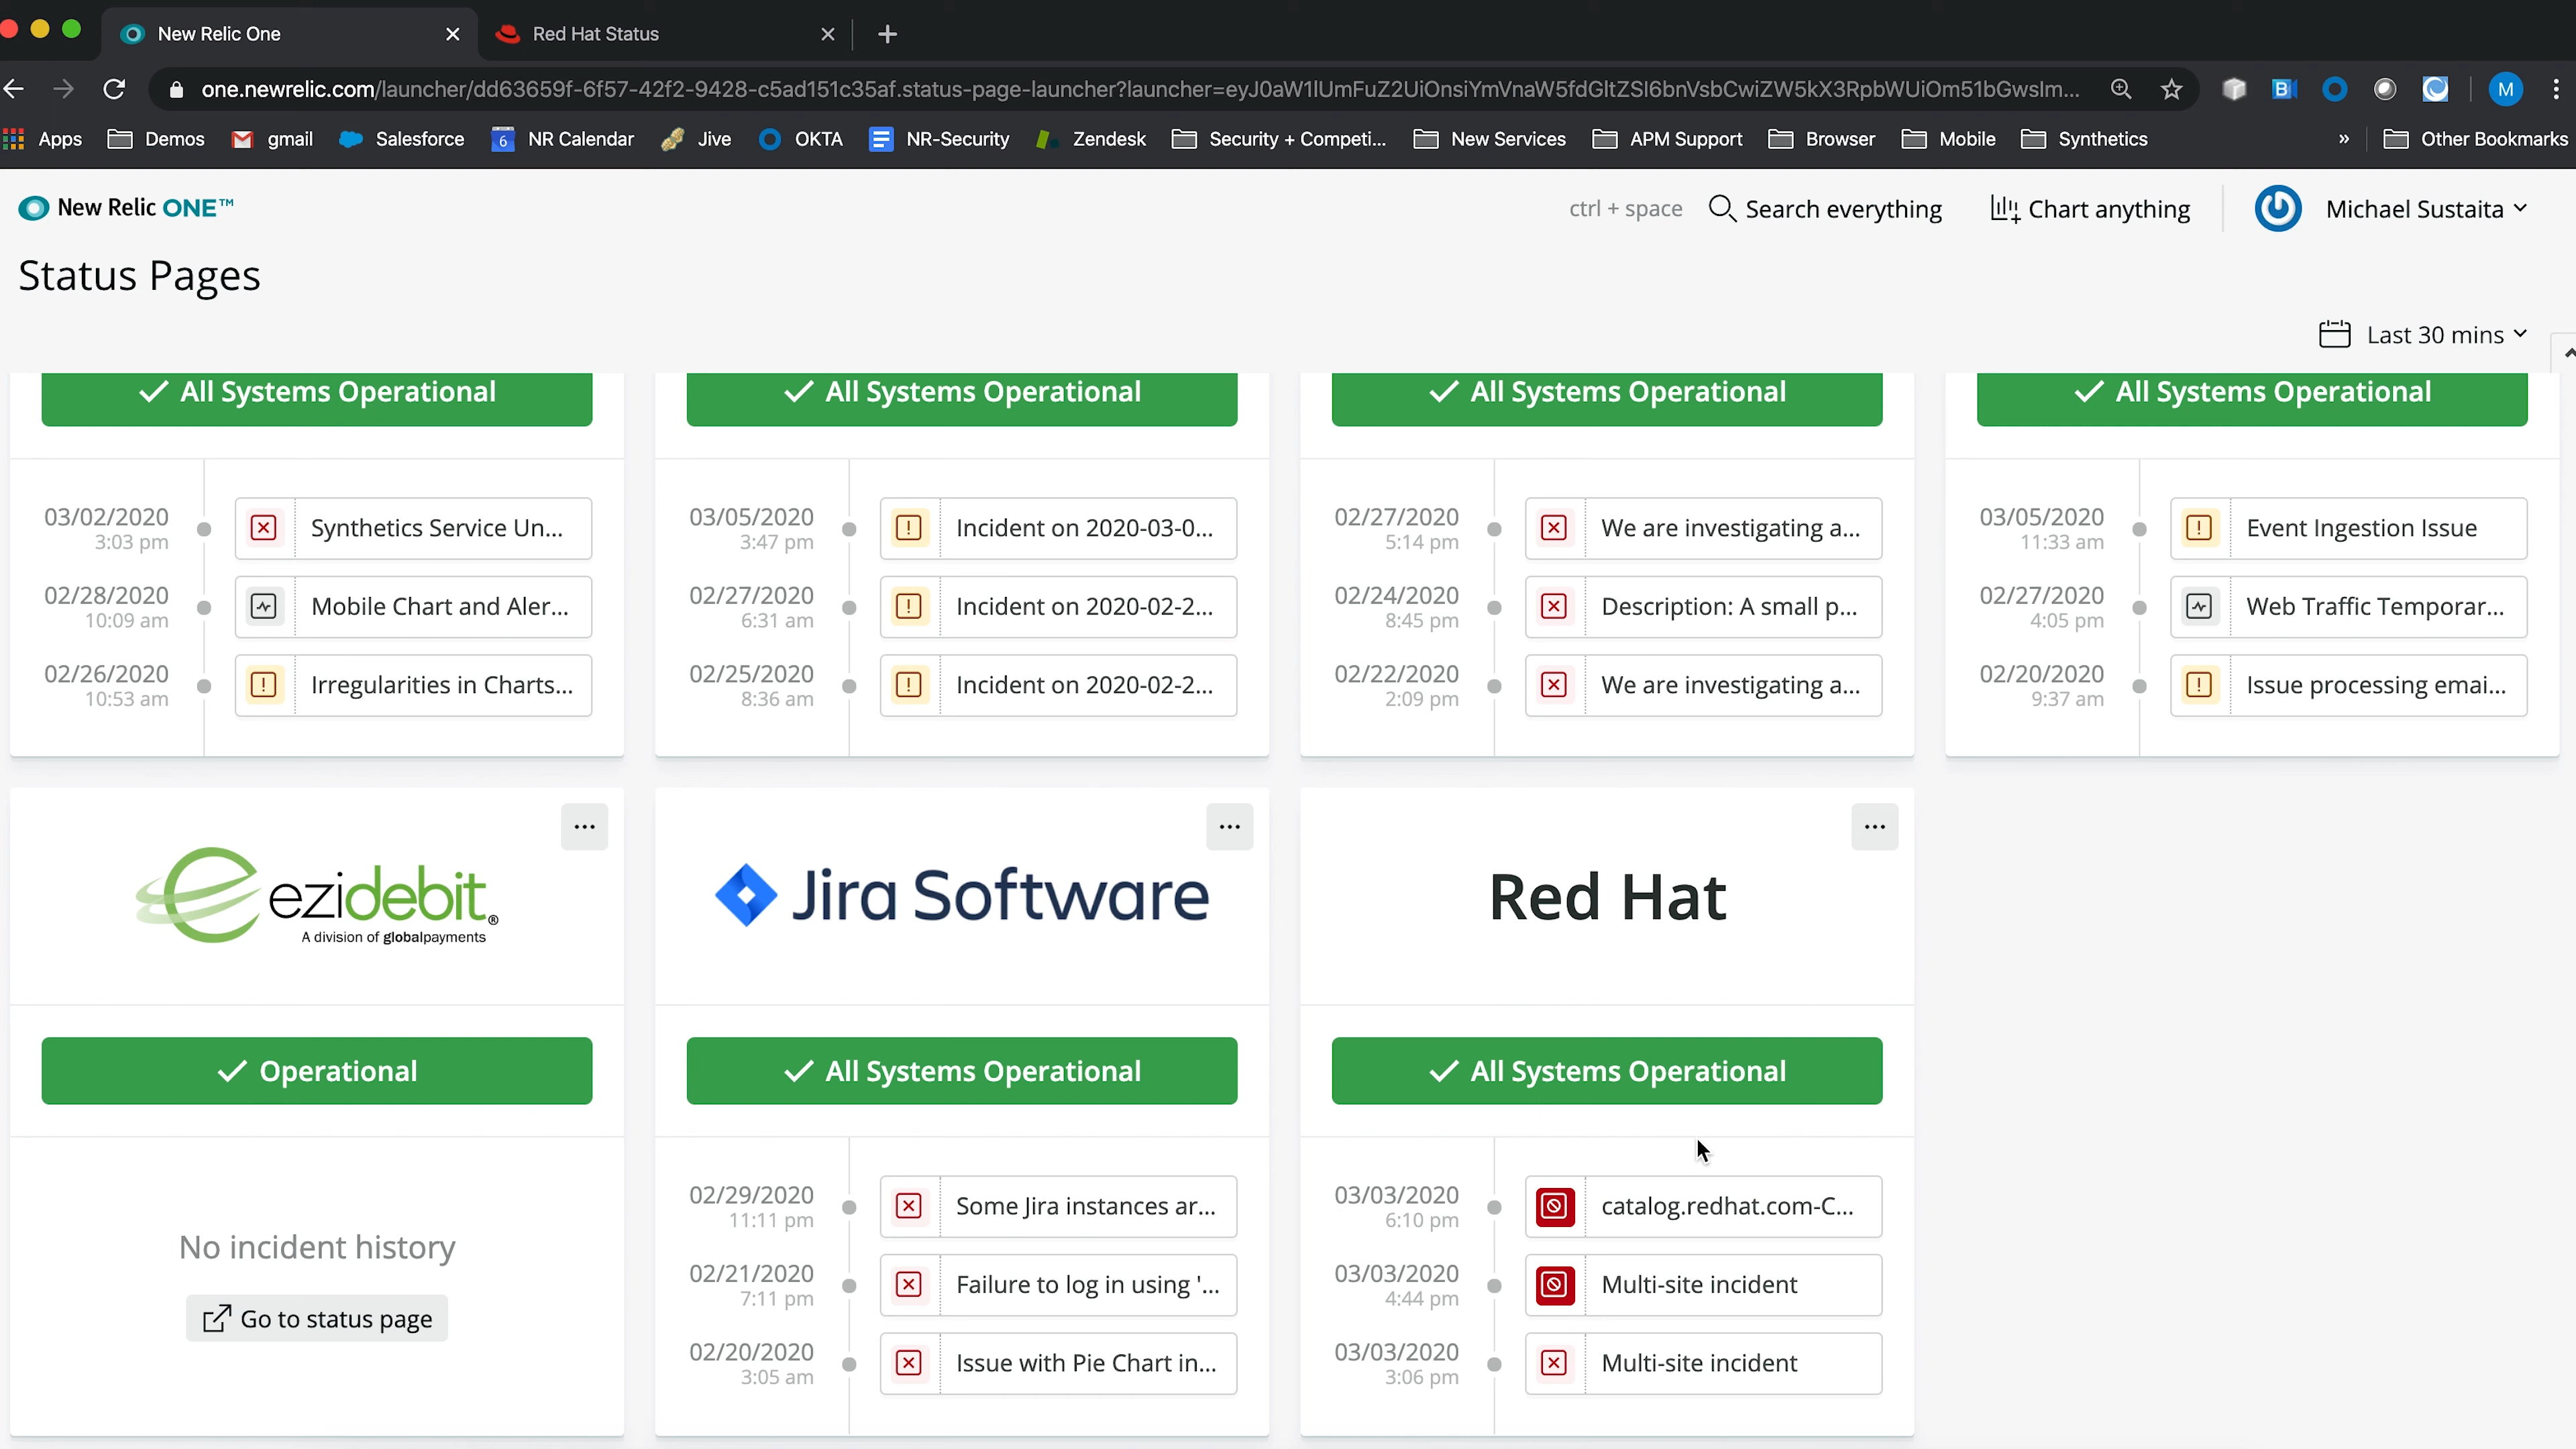 New Relic One
Red Hat Status
one.newrelic.com/launcher/dd63659f-6f57-42f2-9428-c5ad151c35af.status-page-launcher?launcher=eyJ0aW1lUmFuZ2UiOnsiYmVnaW5fdGltZSI6bnVsbCwiZW5kX3RpbWUiOm51bGwsIm...
M
Apps
Demos
gmail
Salesforce
6
NR Calendar
Jive
OKTA
NR-Security
Zendesk
Security + Competi...
New Services
APM Support
Browser
Mobile
Synthetics
»
Other Bookmarks
New Relic ONE™
ctrl + space
Search everything
Chart anything
Michael Sustaita
Status Pages
Last 30 mins
All Systems Operational
03/02/2020
3:03 pm
Synthetics Service Un...
02/28/2020
10:09 am
Mobile Chart and Aler...
02/26/2020
10:53 am
Irregularities in Charts...
All Systems Operational
03/05/2020
3:47 pm
Incident on 2020-03-0...
02/27/2020
6:31 am
Incident on 2020-02-2...
02/25/2020
8:36 am
Incident on 2020-02-2...
All Systems Operational
02/27/2020
5:14 pm
We are investigating a...
02/24/2020
8:45 pm
Description: A small p...
02/22/2020
2:09 pm
We are investigating a...
All Systems Operational
03/05/2020
11:33 am
Event Ingestion Issue
02/27/2020
4:05 pm
Web Traffic Temporar...
02/20/2020
9:37 am
Issue processing emai...
...
ezidebit®
A division of globalpayments
Operational
No incident history
Go to status page
...
Jira Software
All Systems Operational
02/29/2020
11:11 pm
Some Jira instances ar...
02/21/2020
7:11 pm
Failure to log in using '...
02/20/2020
3:05 am
Issue with Pie Chart in...
...
Red Hat
All Systems Operational
03/03/2020
6:10 pm
catalog.redhat.com-C...
03/03/2020
4:44 pm
Multi-site incident
03/03/2020
3:06 pm
Multi-site incident